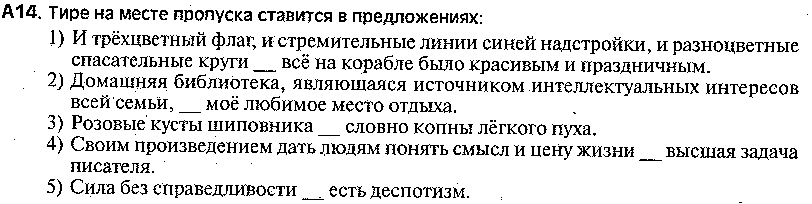 А14. Тире на месте пропуска ставится в предложениях:
1) И трёхцветный флаг, и стремительные линии синей надстройки, и разноцветные
спасательные круги __ всё на корабле было красивым и праздничным.
2) Домашняя библиотека, являющаяся источником интеллектуальных интересов
всей семьи, __ моё любимое место отдыха.
3) Розовые кусты шиповника __ словно копны лёгкого пуха.
4) Своим произведением дать людям понять смысл и цену жизни __ высшая задача
писателя.
5) Сила без справедливости __ есть деспотизм.